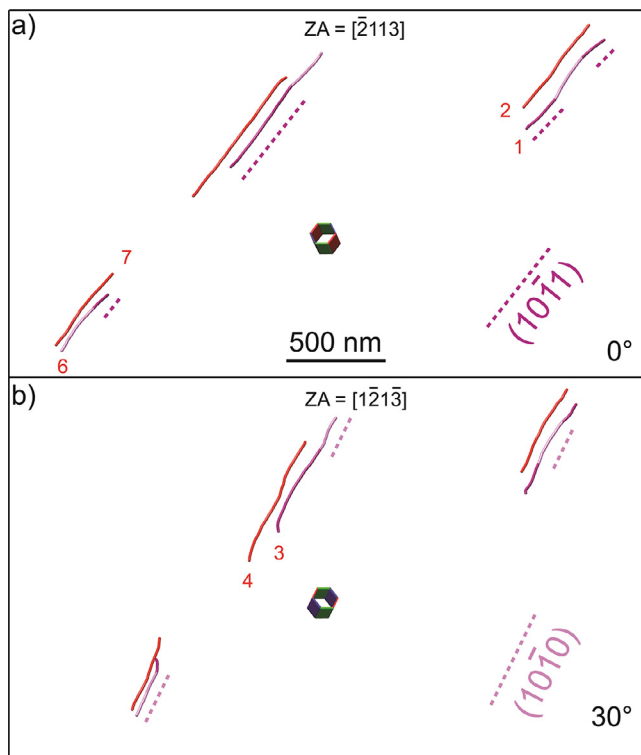 a)
ZA = [2̄113]
2
1
7
6
(101̄1)
500 nm
0°
b)
ZA = [12̄13̄]
3
4
(101̄0)
30°